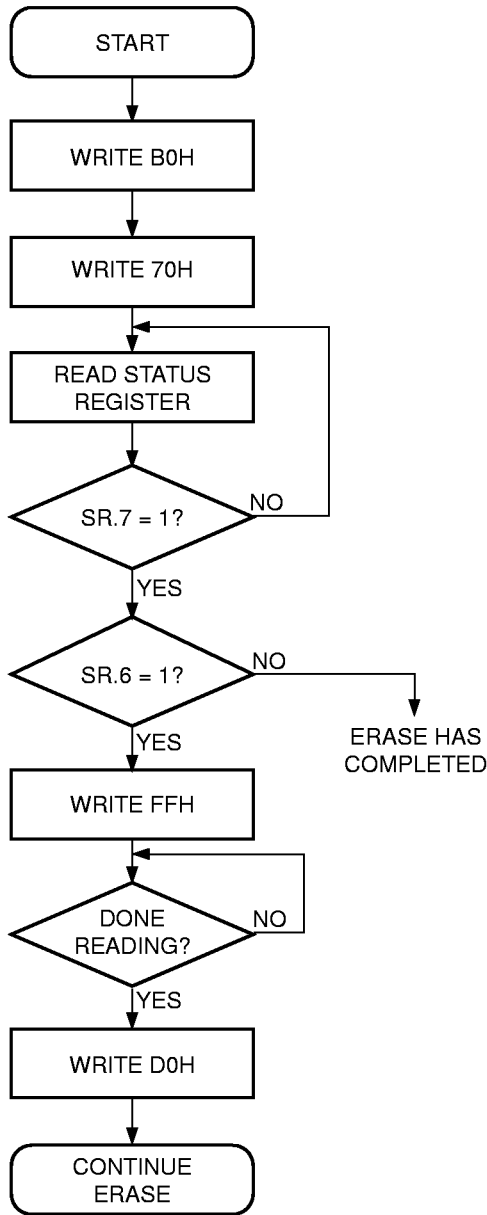 START
WRITE B0H
WRITE 70H
READ STATUS
REGISTER
SR.7 = 1?
NO
YES
SR.6 = 1?
NO
ERASE HAS
COMPLETED
YES
WRITE FFH
DONE
READING?
NO
YES
WRITE D0H
CONTINUE
ERASE